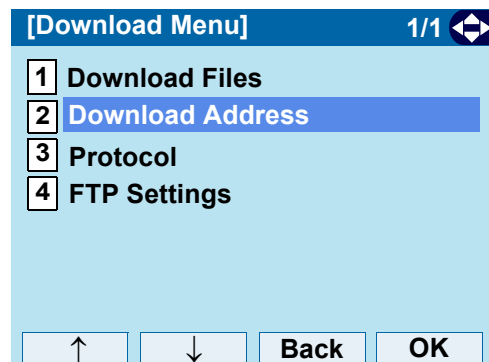 [Download Menu] 1/1
1 Download Files
2 Download Address
3 Protocol
4 FTP Settings
↑ ↓ Back OK